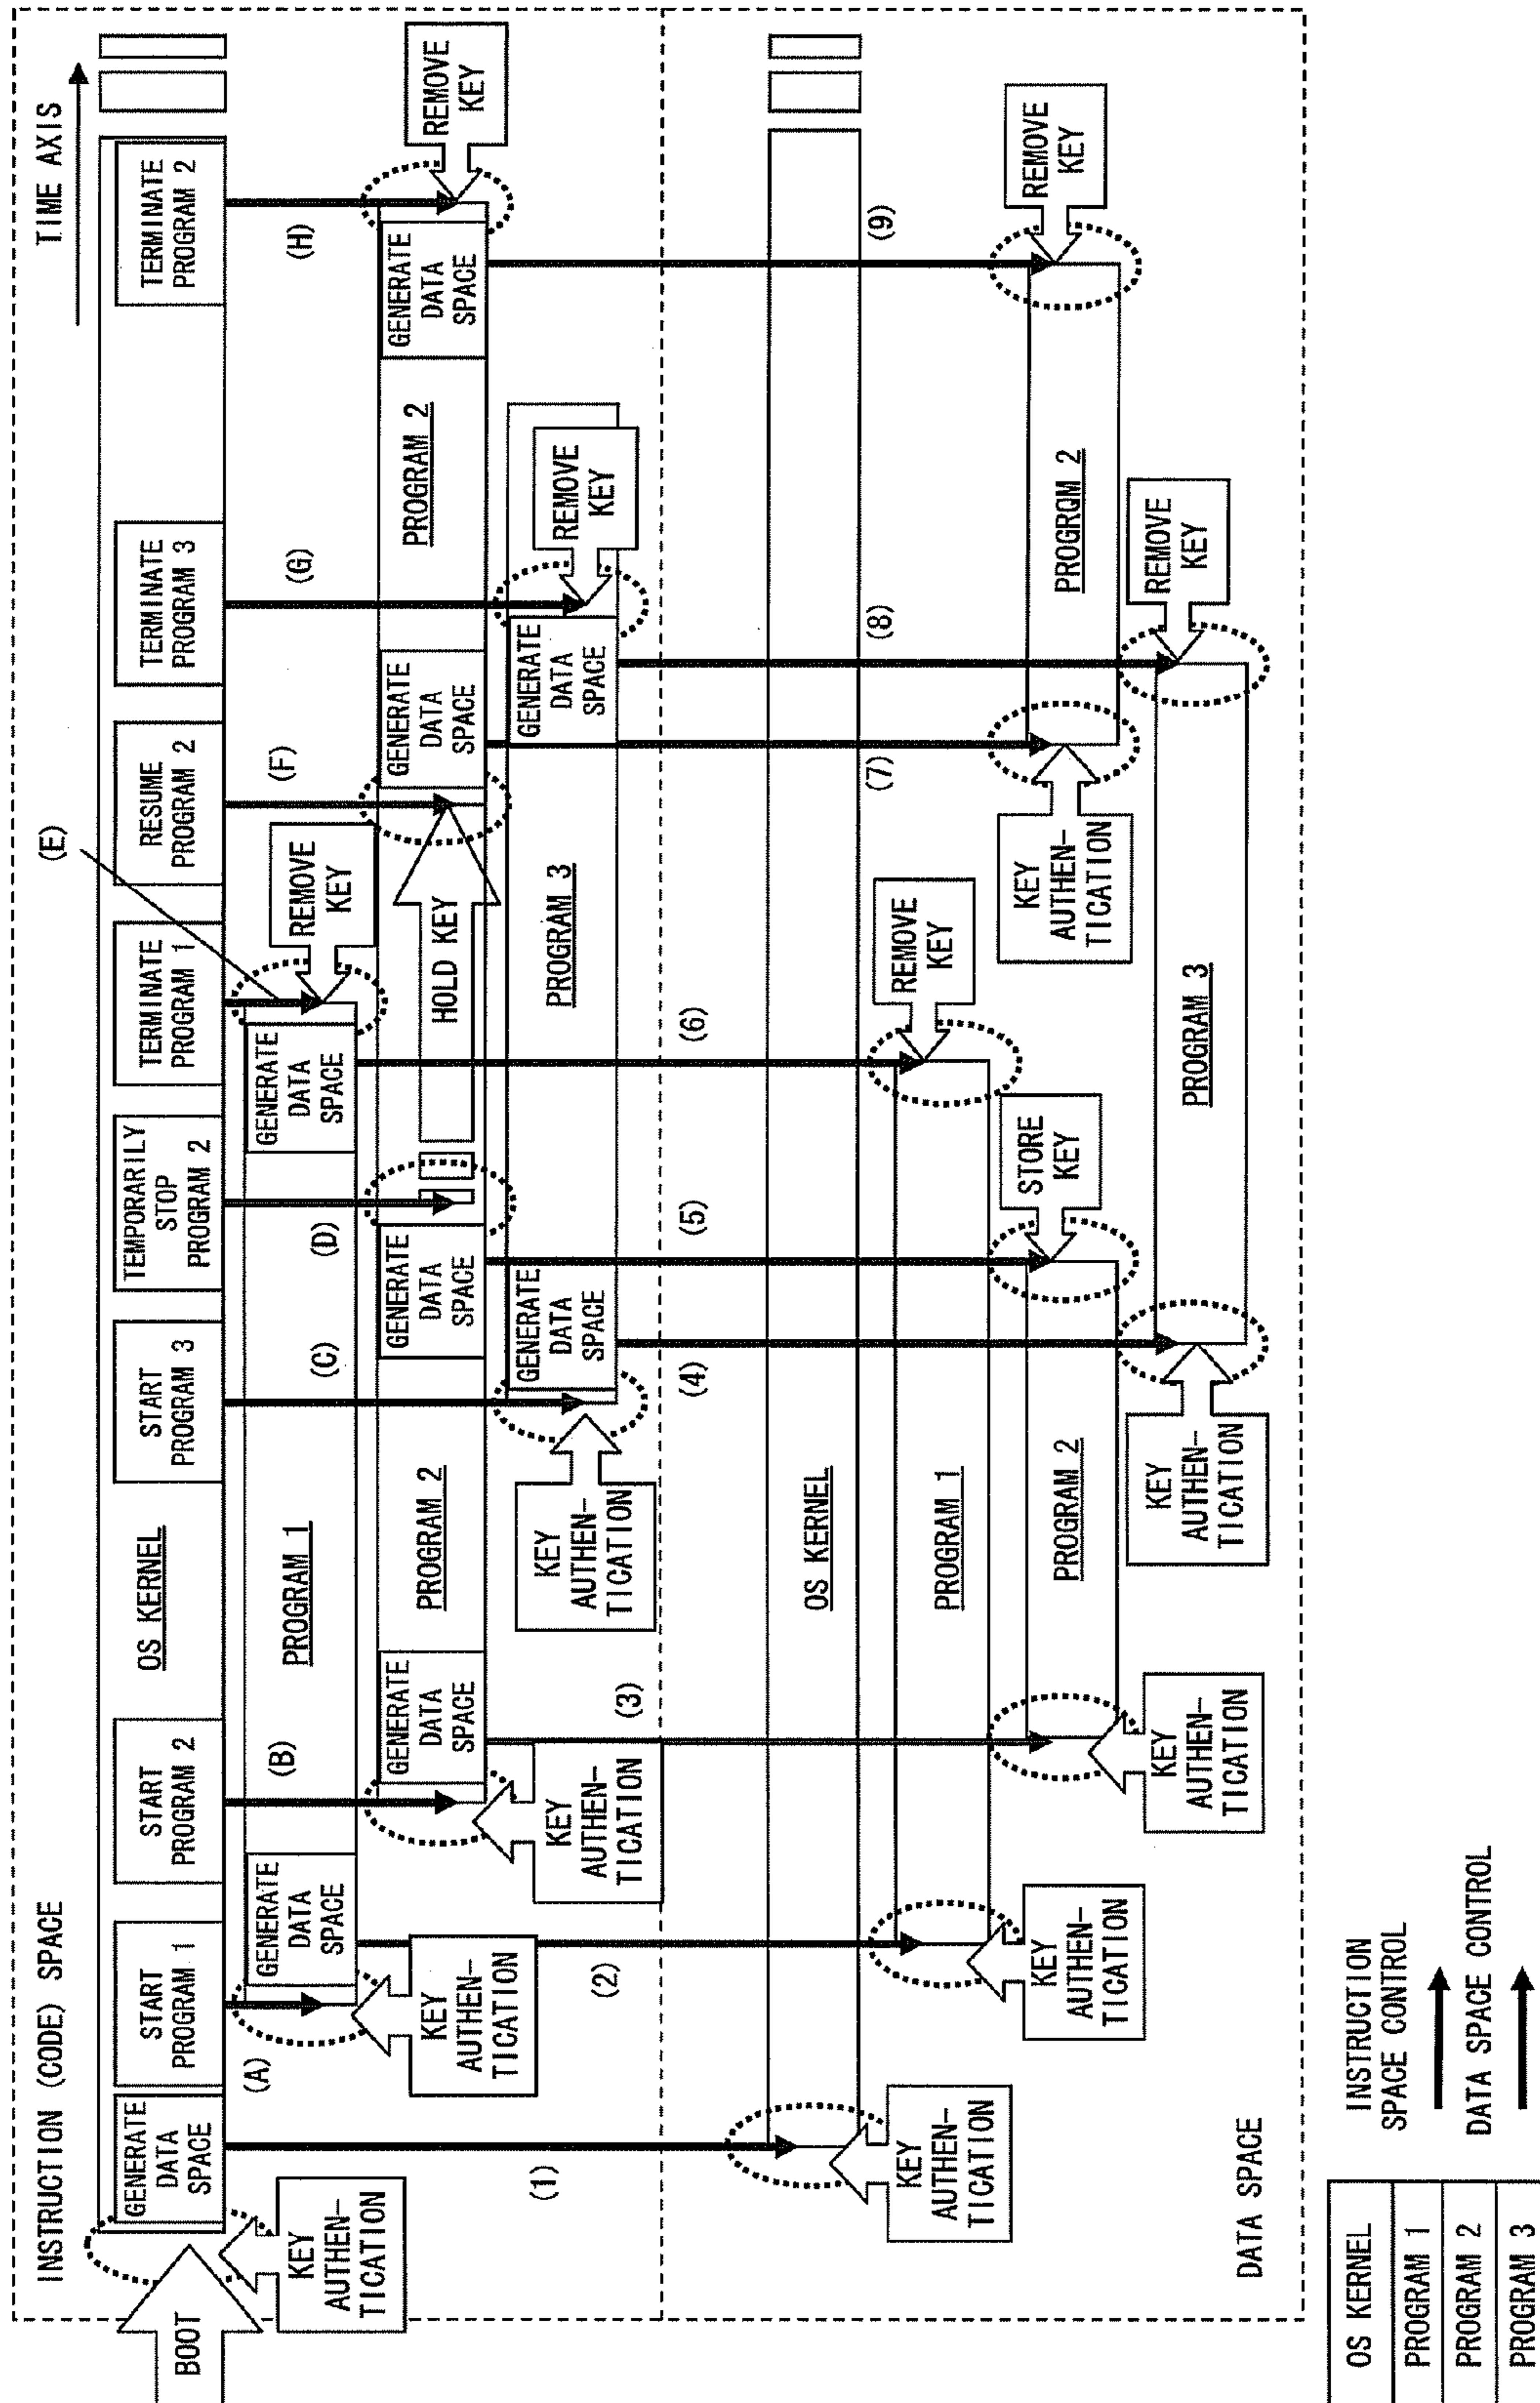 TIME AXIS
INSTRUCTION (CODE) SPACE
BOOT
KEY
AUTHEN-
TICATION
GENERATE
DATA
SPACE
START
PROGRAM 1
START
PROGRAM 2
OS KERNEL
START
PROGRAM 3
TEMPORARILY
STOP
PROGRAM 2
TERMINATE
PROGRAM 1
RESUME
PROGRAM 2
TERMINATE
PROGRAM 3
TERMINATE
PROGRAM 2
(A)
(B)
(C)
(D)
(E)
(F)
(G)
(H)
GENERATE
DATA
SPACE
PROGRAM 1
GENERATE
DATA
SPACE
REMOVE
KEY
KEY
AUTHEN-
TICATION
GENERATE
DATA
SPACE
PROGRAM 2
GENERATE
DATA
SPACE
HOLD KEY
GENERATE
DATA
SPACE
PROGRAM 2
GENERATE
DATA
SPACE
REMOVE
KEY
KEY
AUTHEN-
TICATION
KEY
AUTHEN-
TICATION
GENERATE
DATA
SPACE
PROGRAM 3
GENERATE
DATA
SPACE
REMOVE
KEY
(1)
(2)
(3)
(4)
(5)
(6)
(7)
(8)
(9)
OS KERNEL
KEY
AUTHEN-
TICATION
PROGRAM 1
REMOVE
KEY
KEY
AUTHEN-
TICATION
PROGRAM 2
STORE
KEY
KEY
AUTHEN-
TICATION
PROGRQM 2
REMOVE
KEY
KEY
AUTHEN-
TICATION
KEY
AUTHEN-
TICATION
PROGRAM 3
REMOVE
KEY
DATA SPACE
OS KERNEL
PROGRAM 1
PROGRAM 2
PROGRAM 3
INSTRUCTION
SPACE CONTROL
DATA SPACE CONTROL